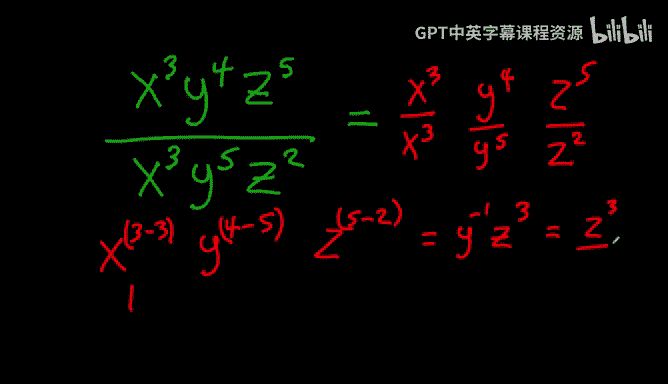 GPT中英字幕课程资源 bilibili
x³y⁴z⁵ / x³y⁵z² = x³/x³ y⁴/y⁵ z⁵/z²
x⁽³⁻³⁾ y⁽⁴⁻⁵⁾ z⁽⁵⁻²⁾ = y⁻¹z³ = z³
1